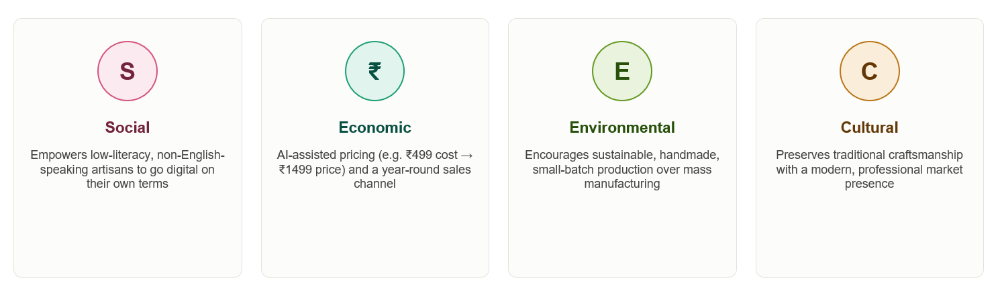 S
Social
Empowers low-literacy, non-English-
speaking artisans to go digital on
their own terms
₹
Economic
AI-assisted pricing (e.g. ₹499 cost →
₹1499 price) and a year-round sales
channel
E
Environmental
Encourages sustainable, handmade,
small-batch production over mass
manufacturing
C
Cultural
Preserves traditional craftsmanship
with a modern, professional market
presence